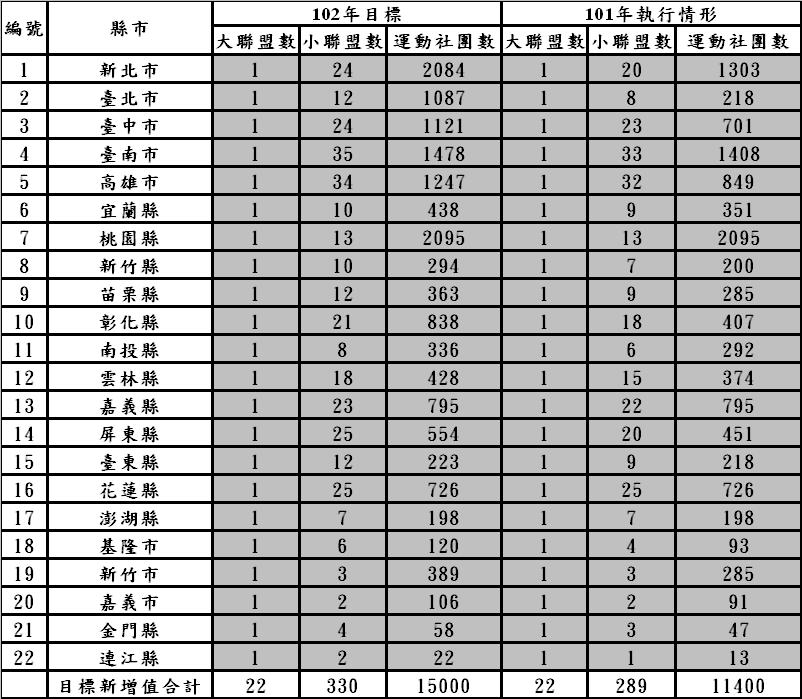 編號 縣市 102年目標 101年執行情形
大聯盟數 小聯盟數 運動社團數 大聯盟數 小聯盟數 運動社團數
1 新北市 1 24 2084 1 20 1303
2 臺北市 1 12 1087 1 8 218
3 臺中市 1 24 1121 1 23 701
4 臺南市 1 35 1478 1 33 1408
5 高雄市 1 34 1247 1 32 849
6 宜蘭縣 1 10 438 1 9 351
7 桃園縣 1 13 2095 1 13 2095
8 新竹縣 1 10 294 1 7 200
9 苗栗縣 1 12 363 1 9 285
10 彰化縣 1 21 838 1 18 407
11 南投縣 1 8 336 1 6 292
12 雲林縣 1 18 428 1 15 374
13 嘉義縣 1 23 795 1 22 795
14 屏東縣 1 25 554 1 20 451
15 臺東縣 1 12 223 1 9 218
16 花蓮縣 1 25 726 1 25 726
17 澎湖縣 1 7 198 1 7 198
18 基隆市 1 6 120 1 4 93
19 新竹市 1 3 389 1 3 285
20 嘉義市 1 2 106 1 2 91
21 金門縣 1 4 58 1 3 47
22 連江縣 1 2 22 1 1 13
目標新增值合計 22 330 15000 22 289 11400